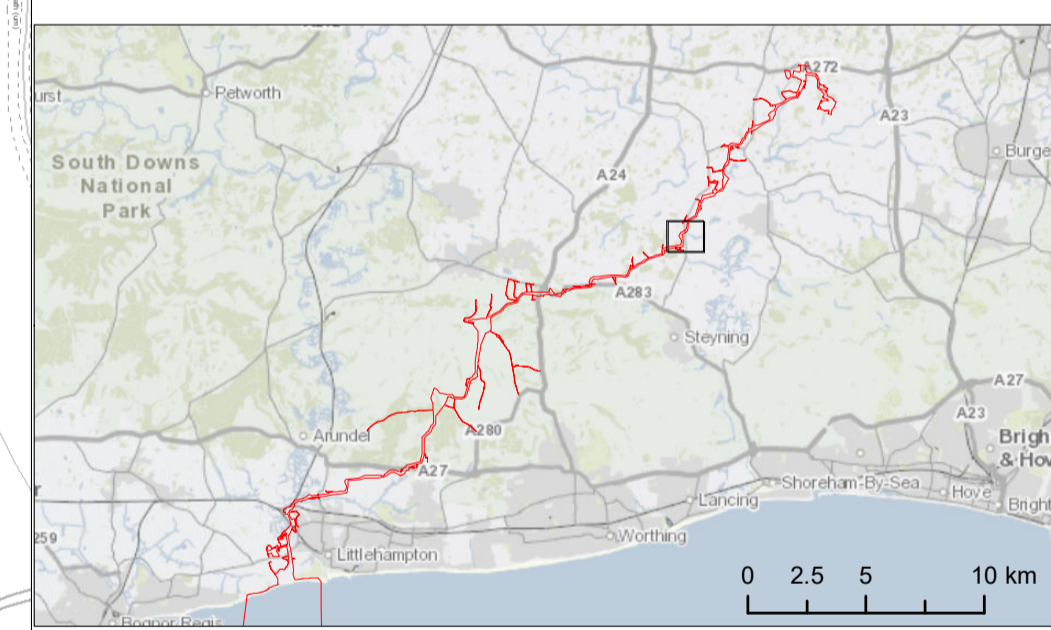 A272
urst
Petworth
A23
Burge
South Downs
National
Park
A24
A283
Steyning
A27
A23
Arundel
A280
Brigh
& Hov
A27
Shoreham-By-Sea
Lancing
Hove
Bright
Worthing
259
Littlehampton
0 2.5 5 10 km
Bognor Regis